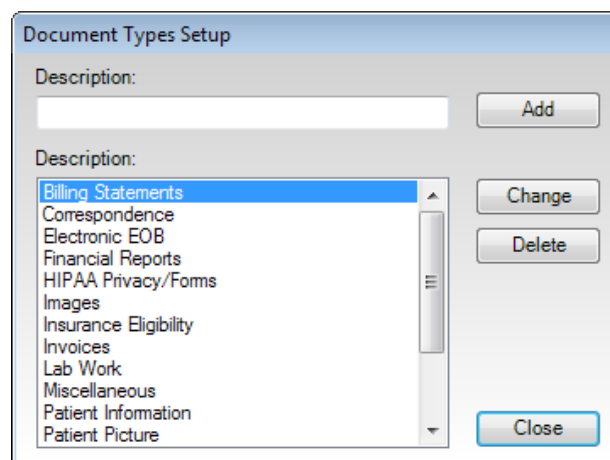 Document Types Setup
Description:
Add
Description:
Billing Statements
Correspondence
Electronic EOB
Financial Reports
HIPAA Privacy/Forms
Images
Insurance Eligibility
Invoices
Lab Work
Miscellaneous
Patient Information
Patient Picture
Change
Delete
Close